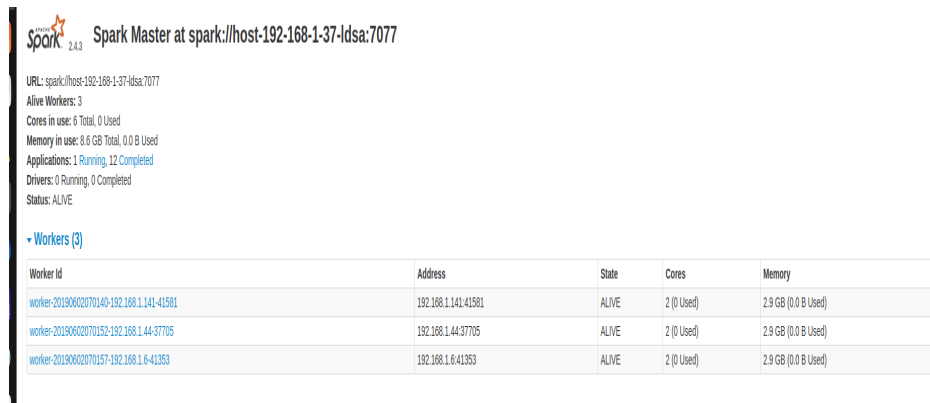 APACHE
Spark 2.4.3 Spark Master at spark://host-192-168-1-37-ldsa:7077
URL: spark://host-192-168-1-37-ldsa:7077
Alive Workers: 3
Cores in use: 6 Total, 0 Used
Memory in use: 8.6 GB Total, 0.0 B Used
Applications: 1 Running, 12 Completed
Drivers: 0 Running, 0 Completed
Status: ALIVE
Workers (3)
Worker Id Address State Cores Memory
worker-20190602070140-192.168.1.141-41581 192.168.1.141:41581 ALIVE 2 (0 Used) 2.9 GB (0.0 B Used)
worker-20190602070152-192.168.1.44-37705 192.168.1.44:37705 ALIVE 2 (0 Used) 2.9 GB (0.0 B Used)
worker-20190602070157-192.168.1.6-41353 192.168.1.6:41353 ALIVE 2 (0 Used) 2.9 GB (0.0 B Used)